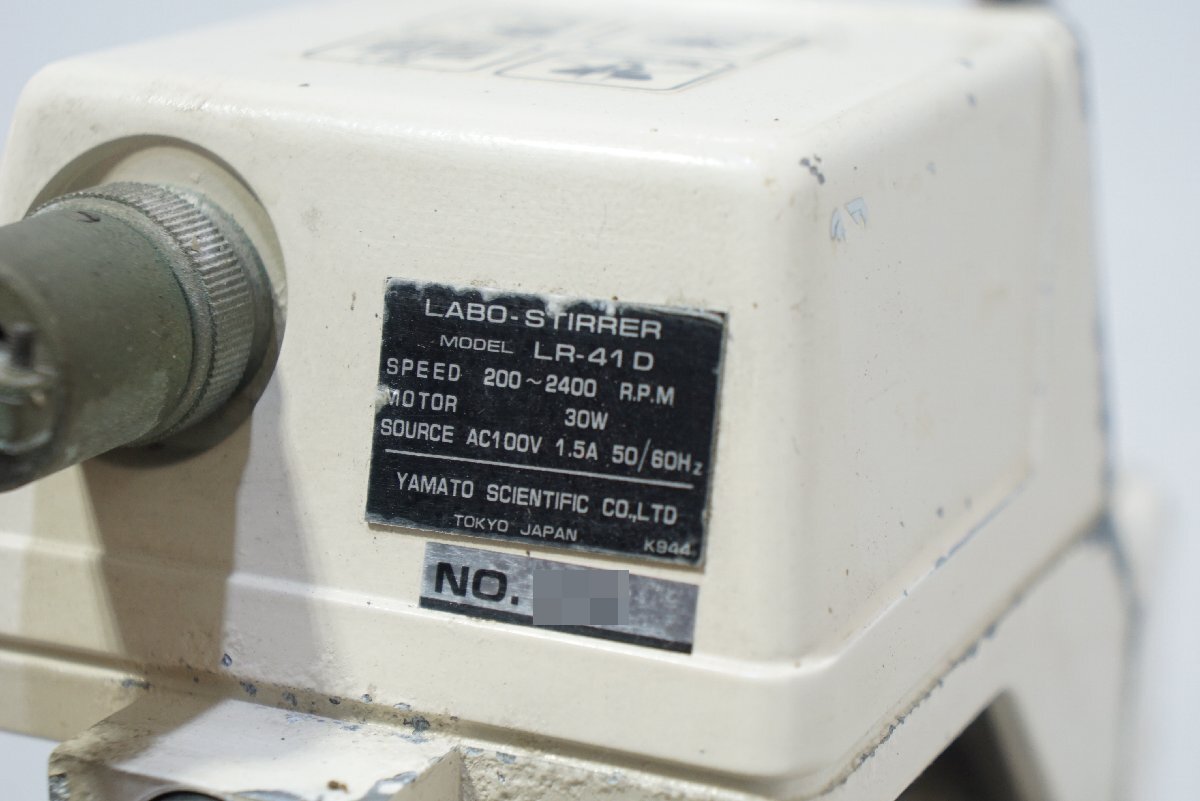 LABO-STIRRER
MODEL LR-41D
SPEED 200~2400 R.P.M
MOTOR 30W
SOURCE AC100V 1.5A 50/60Hz
YAMATO SCIENTIFIC CO.,LTD
TOKYO JAPAN K944
NO.